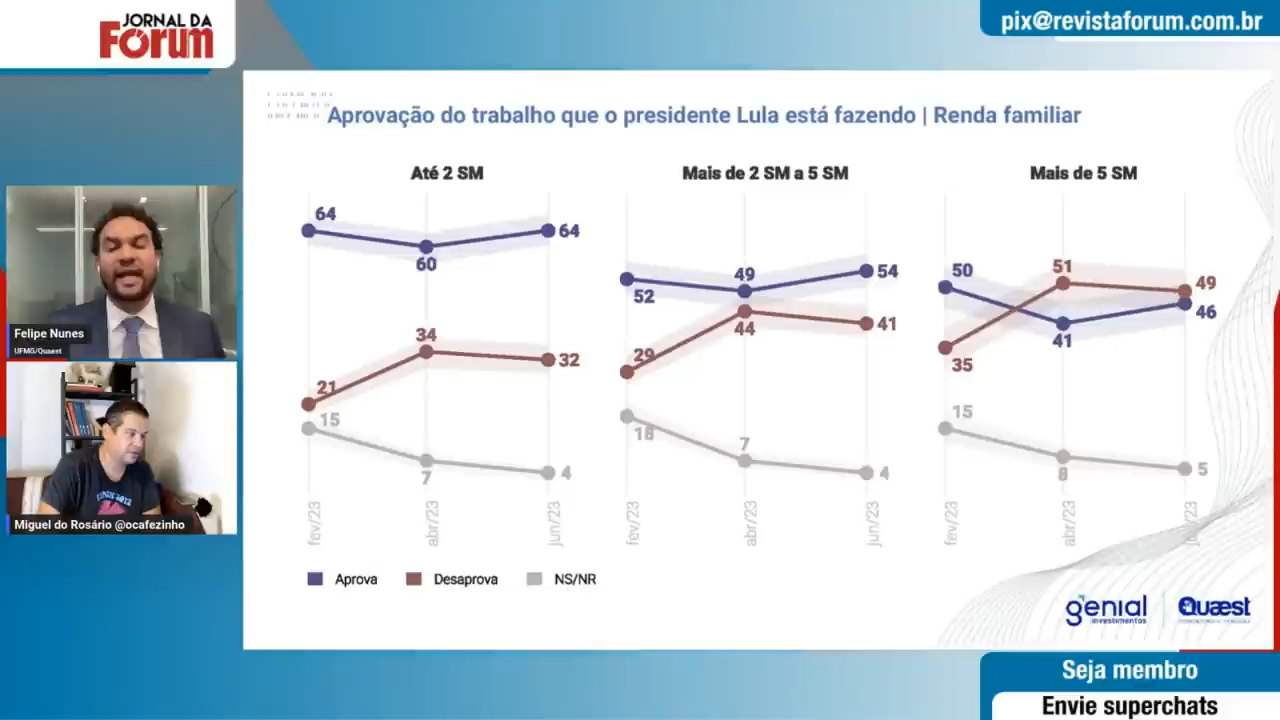 JORNAL DA
Fórum
pix@revistaforum.com.br
Aprovação do trabalho que o presidente Lula está fazendo | Renda familiar
Até 2 SM
Mais de 2 SM a 5 SM
Mais de 5 SM
64
60
64
21
34
32
15
7
4
52
49
54
29
44
41
18
7
4
50
41
46
35
51
49
15
8
5
fev/23
abr/23
jun/23
fev/23
abr/23
jun/23
fev/23
abr/23
Aprova
Desaprova
NS/NR
Felipe Nunes
UFMG/Quaest
Miguel do Rosário @ocafezinho
genial
investimentos
Quæst
Seja membro
Envie superchats